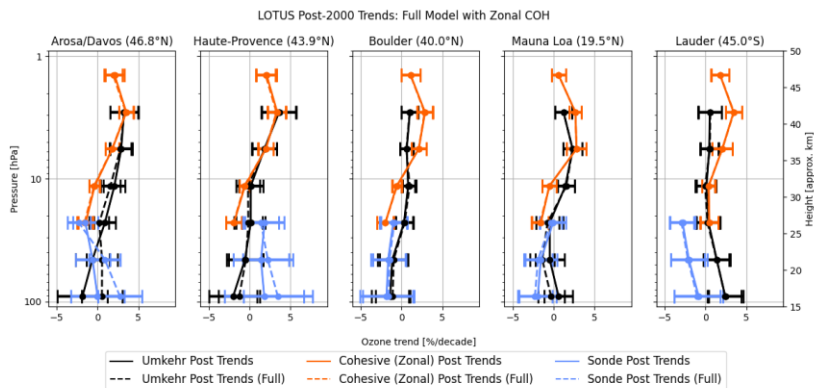 LOTUS Post-2000 Trends: Full Model with Zonal COH
Arosa/Davos (46.8°N) Haute-Provence (43.9°N) Boulder (40.0°N) Mauna Loa (19.5°N) Lauder (45.0°S)
Pressure [hPa]
1
10
100
Height [approx. km]
50
45
40
35
30
25
20
15
−5 0 5 −5 0 5 −5 0 5 −5 0 5 −5 0 5
Ozone trend [%/decade]
Umkehr Post Trends Cohesive (Zonal) Post Trends Sonde Post Trends
Umkehr Post Trends (Full) Cohesive (Zonal) Post Trends (Full) Sonde Post Trends (Full)